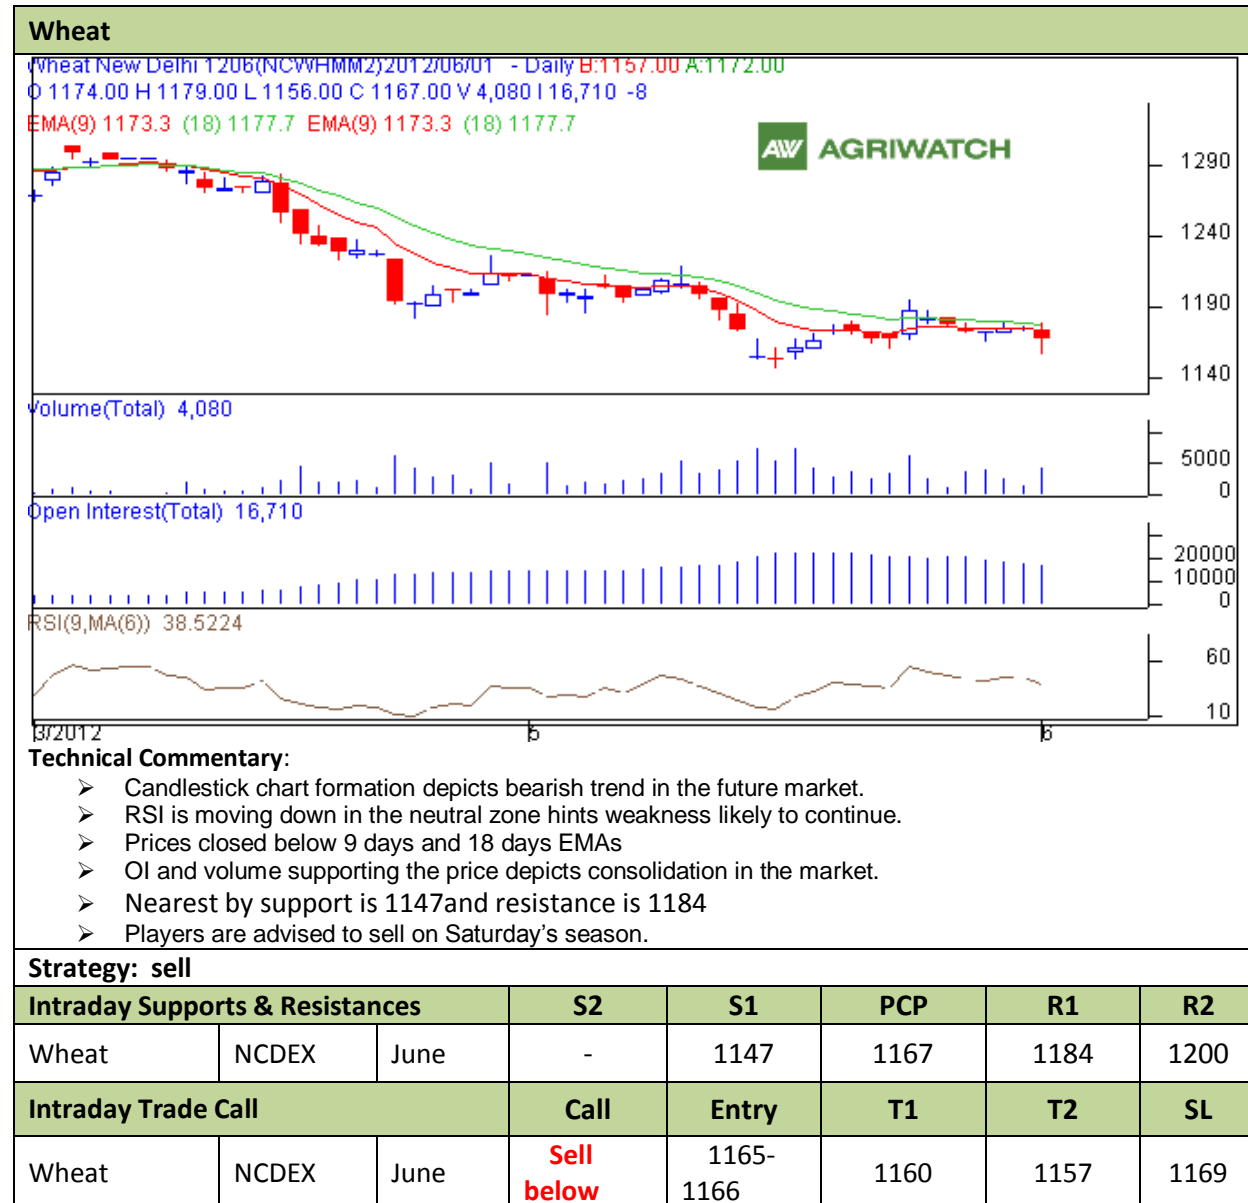 Wheat
Wheat New Delhi 1206(NCWHMM2)2012/06/01 - Daily B:1157.00 A:1172.00
O 1174.00 H 1179.00 L 1156.00 C 1167.00 V 4,080 I 16,710 -8
EMA(9) 1173.3 (18) 1177.7 EMA(9) 1173.3 (18) 1177.7
AW AGRIWATCH
1290
1240
1190
1140
Volume(Total) 4,080
5000
0
Open Interest(Total) 16,710
20000
10000
0
RSI(9,MA(6)) 38.5224
60
10
3/2012 5 6
Technical Commentary:
➢ Candlestick chart formation depicts bearish trend in the future market.
➢ RSI is moving down in the neutral zone hints weakness likely to continue.
➢ Prices closed below 9 days and 18 days EMAs
➢ OI and volume supporting the price depicts consolidation in the market.
➢ Nearest by support is 1147and resistance is 1184
➢ Players are advised to sell on Saturday’s season.
Strategy: sell
Intraday Supports & Resistances S2 S1 PCP R1 R2
Wheat NCDEX June - 1147 1167 1184 1200
Intraday Trade Call Call Entry T1 T2 SL
Wheat NCDEX June Sell below 1165-1166 1160 1157 1169